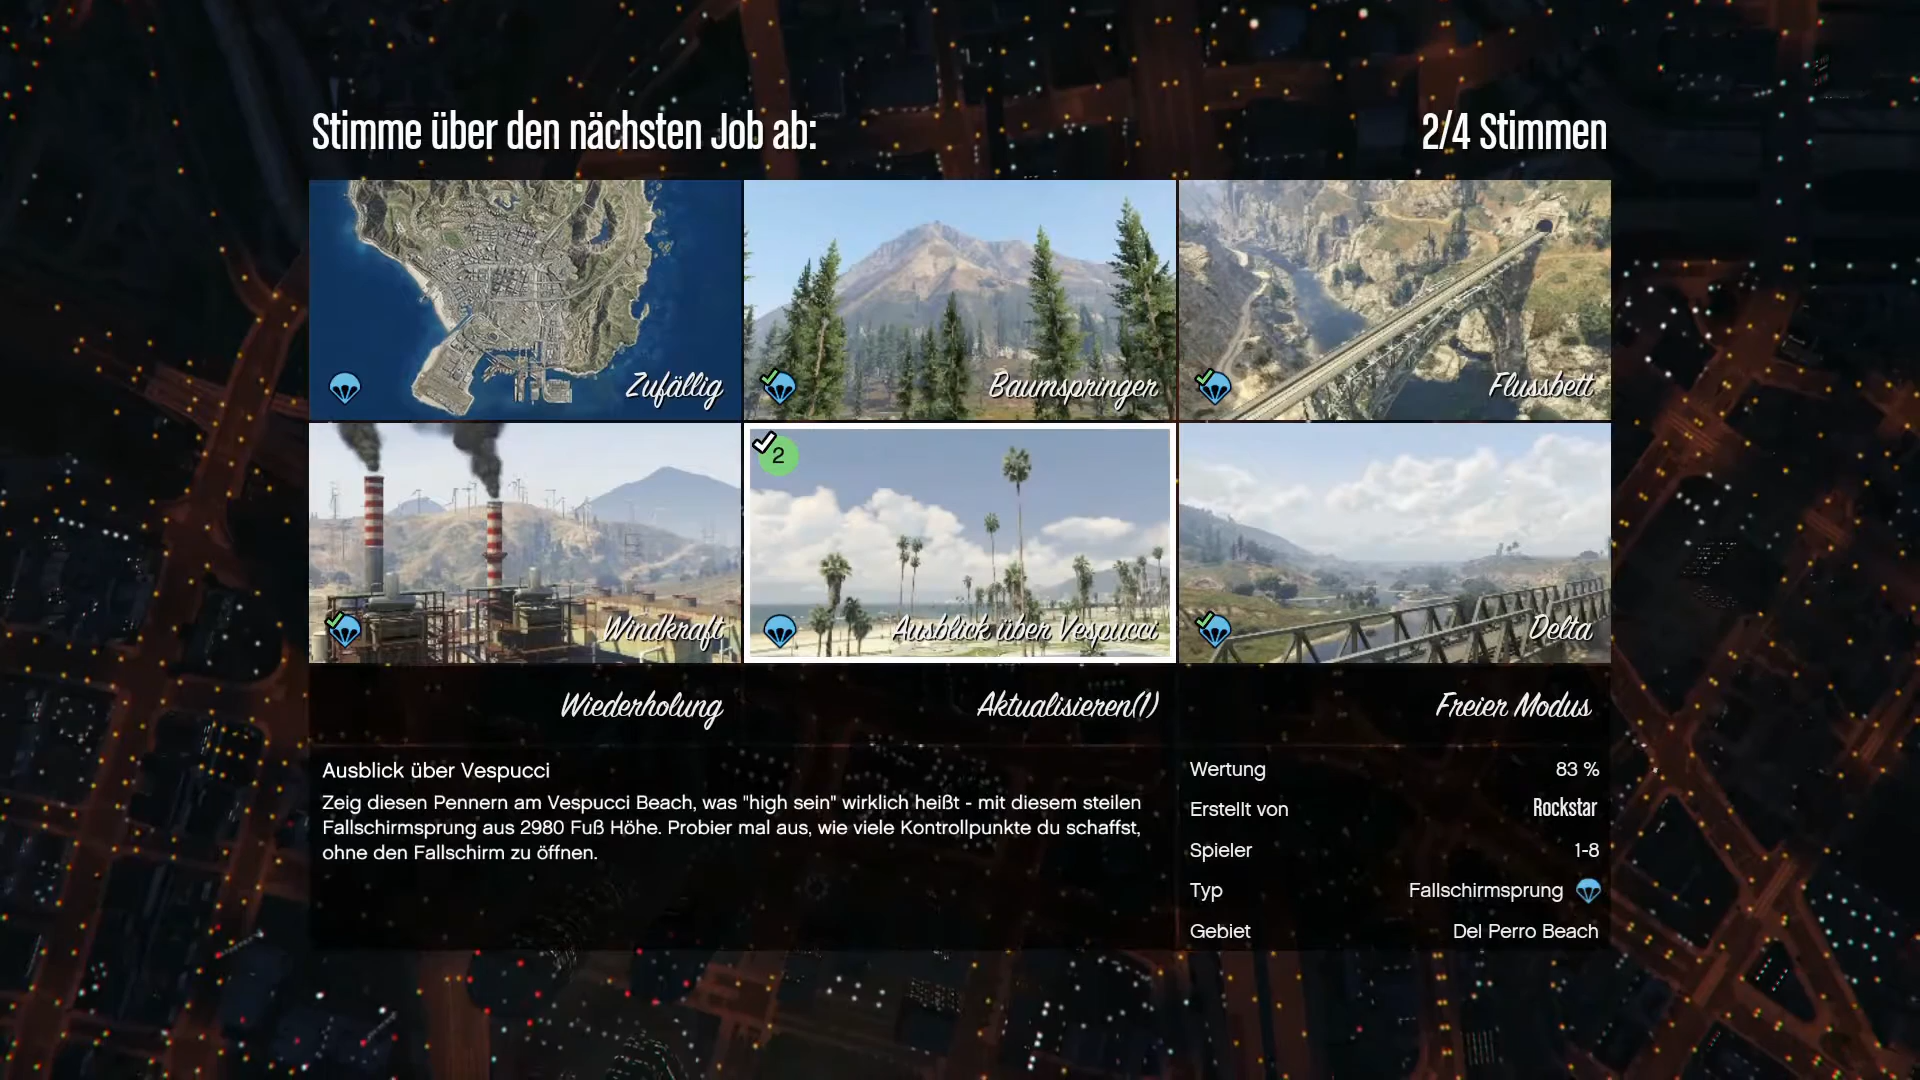 Stimme über den nächsten Job ab:
2/4 Stimmen
Zufällig
Baumspringer
Flussbett
Windkraft
2
Ausblick über Vespucci
Delta
Wiederholung
Aktualisieren(1)
Freier Modus
Ausblick über Vespucci
Zeig diesen Pennern am Vespucci Beach, was "high sein" wirklich heißt - mit diesem steilen
Fallschirmsprung aus 2980 Fuß Höhe. Probier mal aus, wie viele Kontrollpunkte du schaffst,
ohne den Fallschirm zu öffnen.
Wertung 83 %
Erstellt von Rockstar
Spieler 1-8
Typ Fallschirmsprung
Gebiet Del Perro Beach